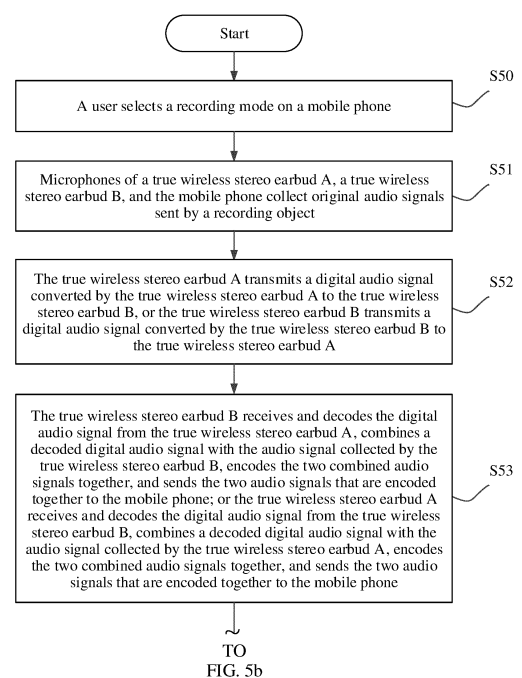 Start
S50
A user selects a recording mode on a mobile phone
S51
Microphones of a true wireless stereo earbud A, a true wireless
stereo earbud B, and the mobile phone collect original audio signals
sent by a recording object
S52
The true wireless stereo earbud A transmits a digital audio signal
converted by the true wireless stereo earbud A to the true wireless
stereo earbud B, or the true wireless stereo earbud B transmits a
digital audio signal converted by the true wireless stereo earbud B to
the true wireless stereo earbud A
S53
The true wireless stereo earbud B receives and decodes the digital
audio signal from the true wireless stereo earbud A, combines a
decoded digital audio signal with the audio signal collected by the
true wireless stereo earbud B, encodes the two combined audio
signals together, and sends the two audio signals that are encoded
together to the mobile phone; or the true wireless stereo earbud A
receives and decodes the digital audio signal from the true wireless
stereo earbud B, combines a decoded digital audio signal with the
audio signal collected by the true wireless stereo earbud A, encodes
the two combined audio signals together, and sends the two audio
signals that are encoded together to the mobile phone
TO
FIG. 5b